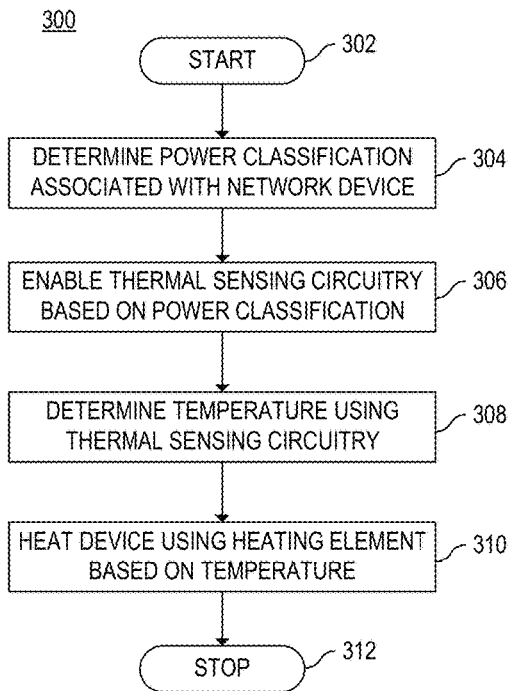 300
START
302
DETERMINE POWER CLASSIFICATION
ASSOCIATED WITH NETWORK DEVICE
304
ENABLE THERMAL SENSING CIRCUITRY
BASED ON POWER CLASSIFICATION
306
DETERMINE TEMPERATURE USING
THERMAL SENSING CIRCUITRY
308
HEAT DEVICE USING HEATING ELEMENT
BASED ON TEMPERATURE
310
STOP
312